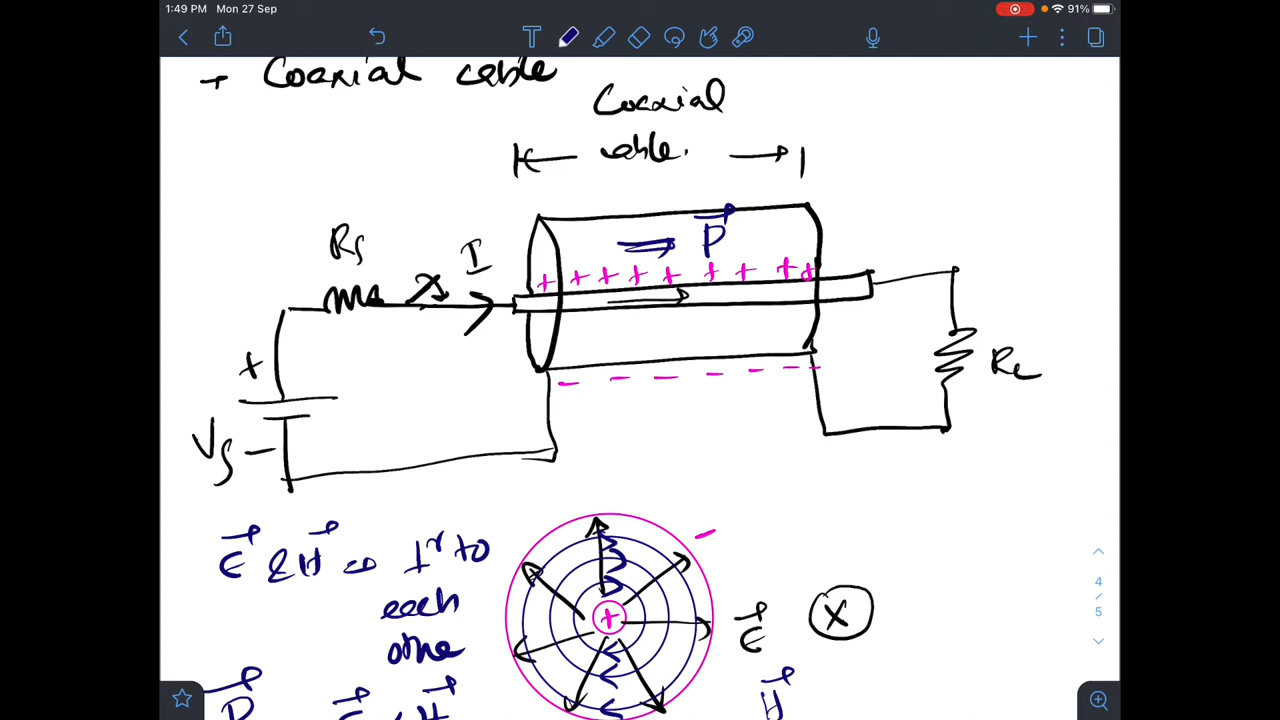 1:49 PM Mon 27 Sep
91%
T
→ Coaxial cable
Coaxial
cable.
P
Rs
I
+ + + + + + + +
+
RL
- - - - - -
Vs -
E & H ⇒ ⊥r to
each
other
+
-
E
X
P
E × H
H
4
/
5